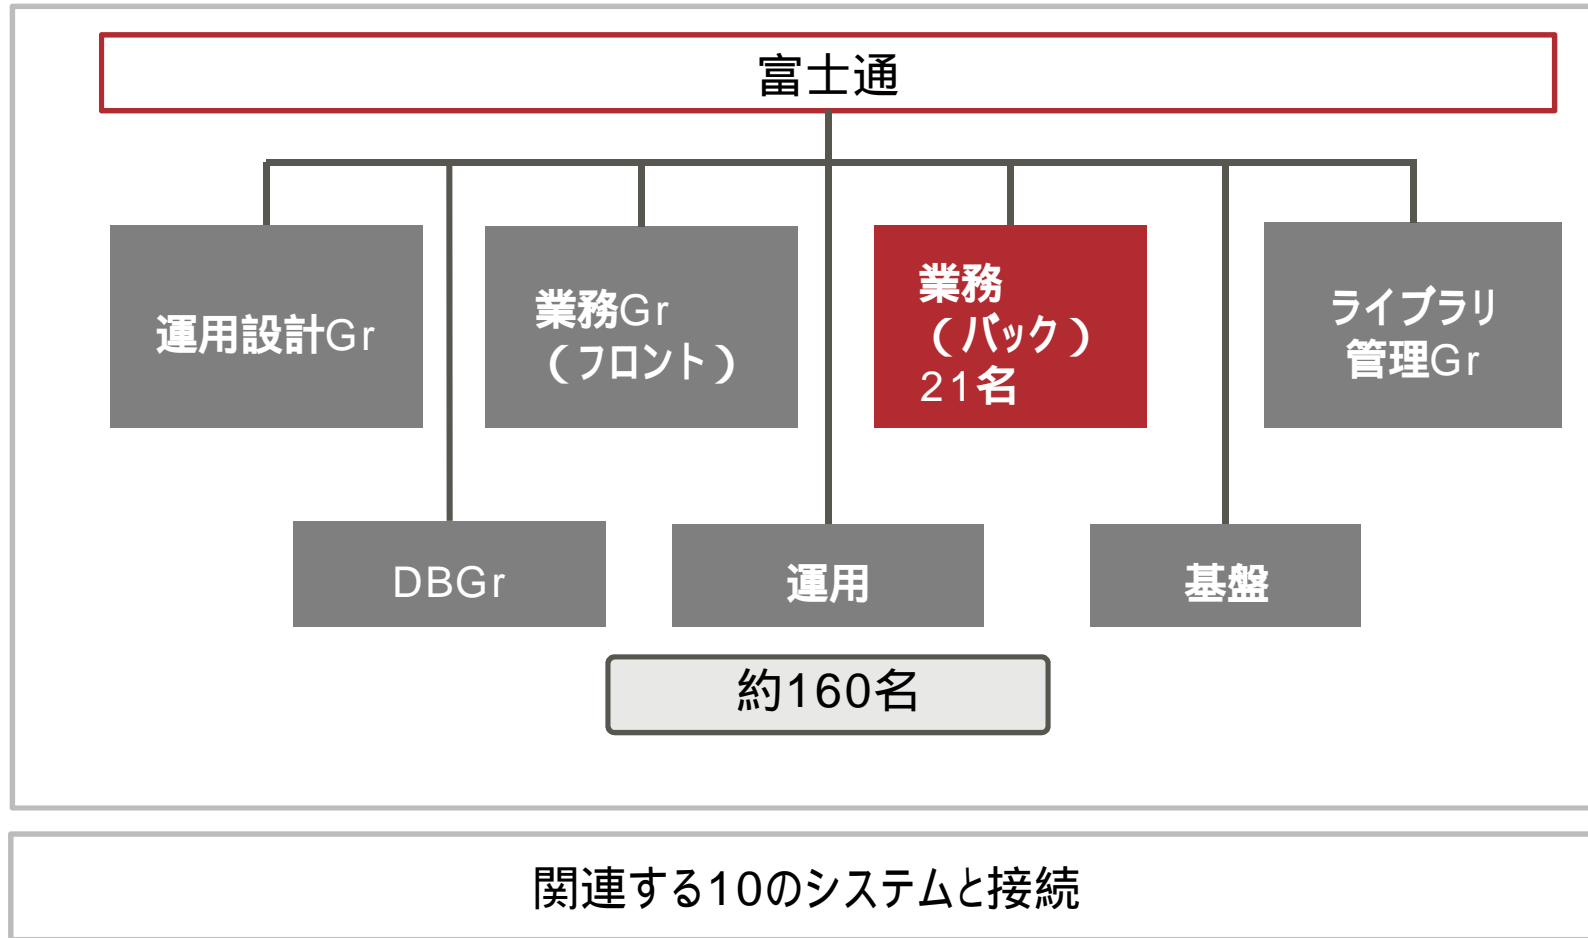 富士通
運用設計Gr
業務Gr
（フロント）
業務
（バック）
21名
ライブラリ
管理Gr
DBGr
運用
基盤
約160名
関連する10のシステムと接続